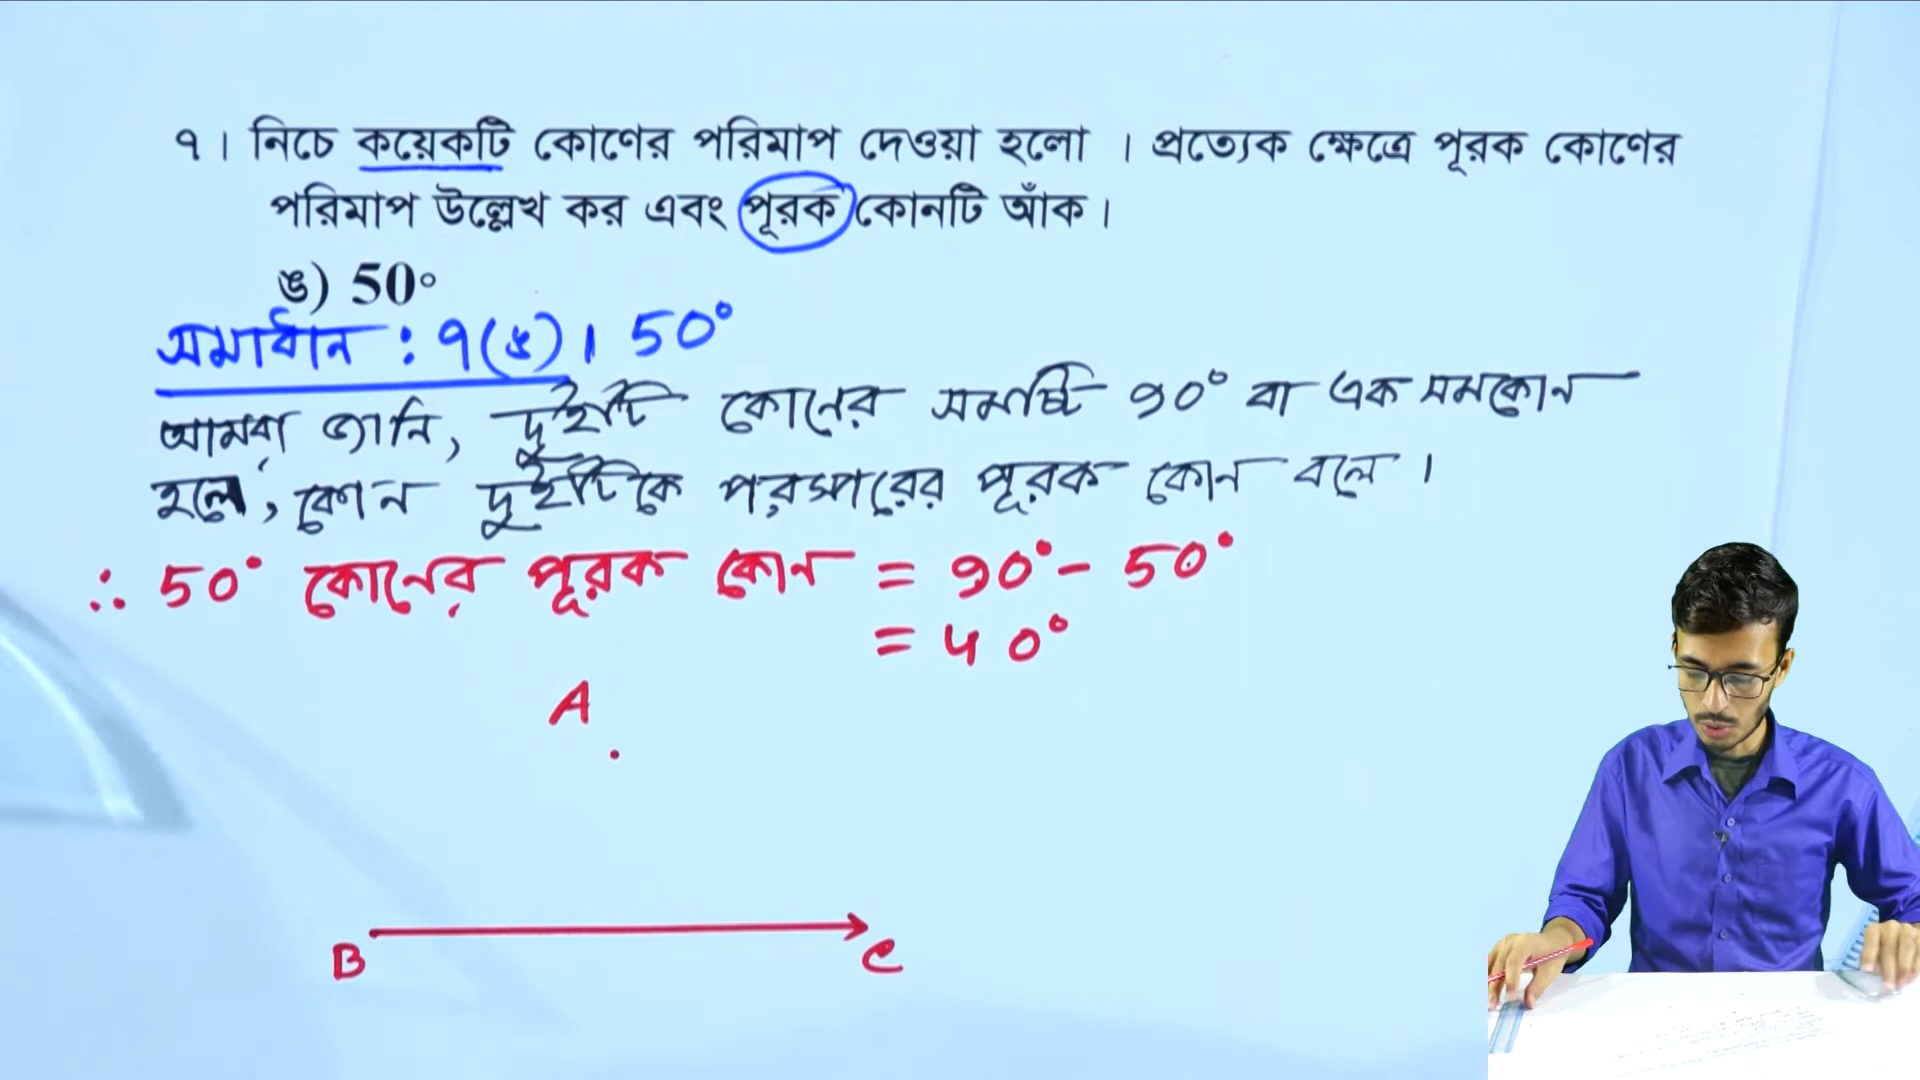 ৭। নিচে কয়েকটি কোণের পরিমাপ দেওয়া হলো । প্রত্যেক ক্ষেত্রে পূরক কোণের
পরিমাপ উল্লেখ কর এবং পূরক কোনটি আঁক।
ঙ) 50°
সমাধান : ৭(ঙ)। 50°
আমরা জানি, দুইটি কোনের সমষ্টি 90° বা এক সমকোন
হলে, কোন দুইটিকে পরস্পরের পূরক কোন বলে ।
∴ 50° কোনের পূরক কোন = 90° - 50°
= 40°
A
B C